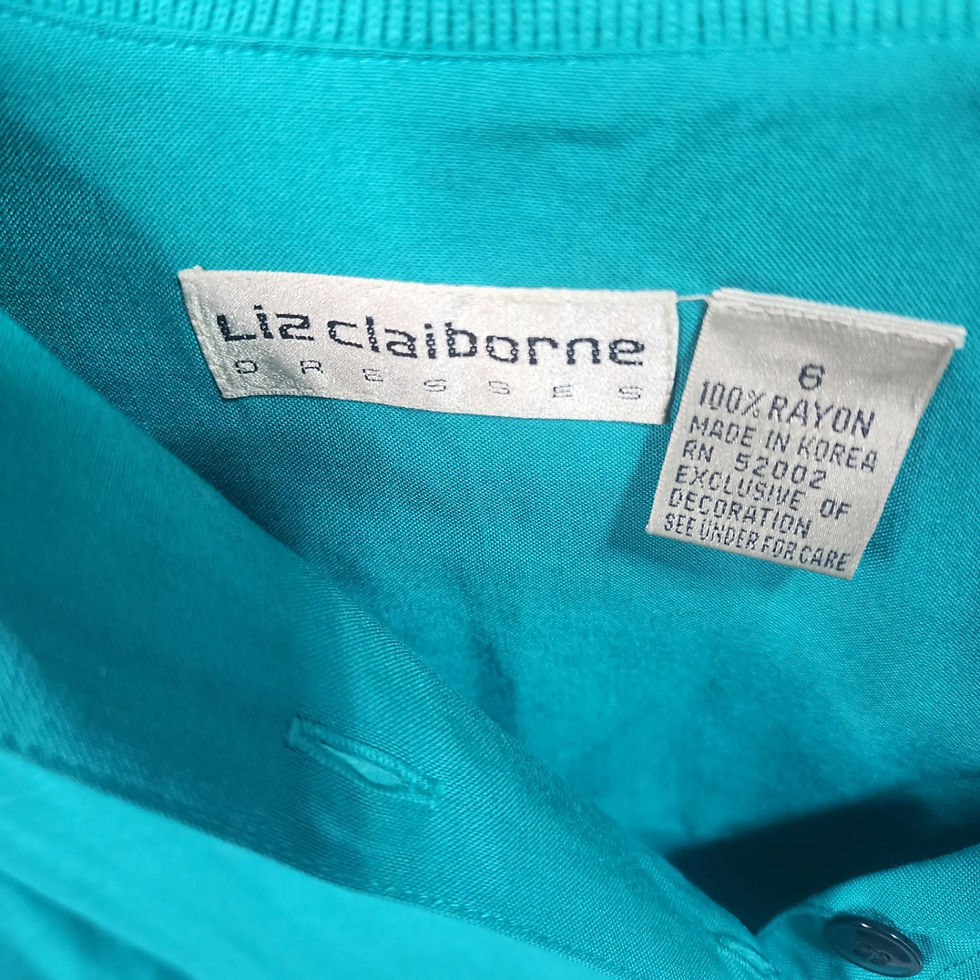 Liz claiborne
DRESSES
6
100% RAYON
MADE IN KOREA
RN 52002
EXCLUSIVE OF
DECORATION
SEE UNDER FOR CARE